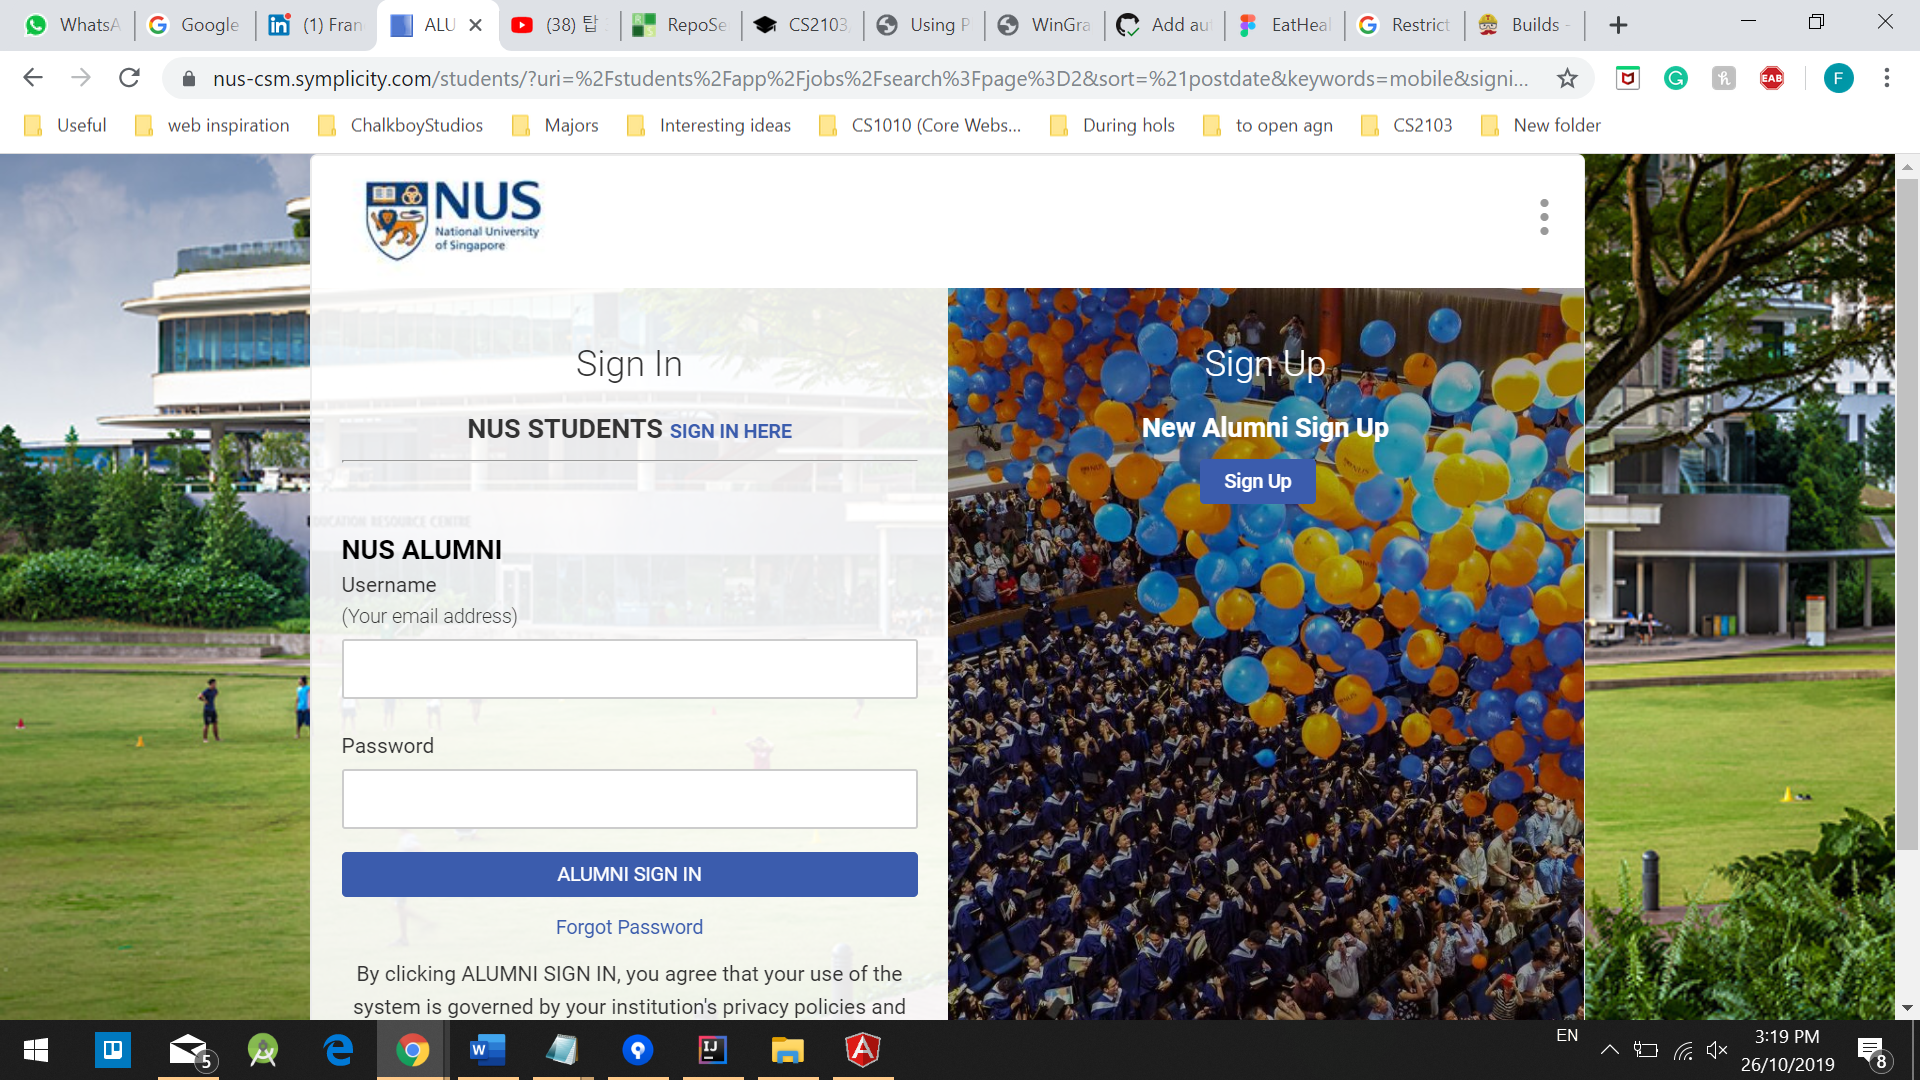 WhatsA
Google
(1) Fran
ALU
(38) 탑
RepoSe
CS2103
Using P
WinGra
Add au
EatHeal
Restrict
Builds -
nus-csm.symplicity.com/students/?uri=%2Fstudents%2Fapp%2Fjobs%2Fsearch%3Fpage%3D2&sort=%21postdate&keywords=mobile&signi...
EAB
F
Useful
web inspiration
ChalkboyStudios
Majors
Interesting ideas
CS1010 (Core Webs...
During hols
to open agn
CS2103
New folder
NUS
National University
of Singapore
Sign In
NUS STUDENTS SIGN IN HERE
NUS ALUMNI
Username
(Your email address)
Password
ALUMNI SIGN IN
Forgot Password
By clicking ALUMNI SIGN IN, you agree that your use of the
system is governed by your institution's privacy policies and
Sign Up
New Alumni Sign Up
Sign Up
5
EN
3:19 PM
26/10/2019
8